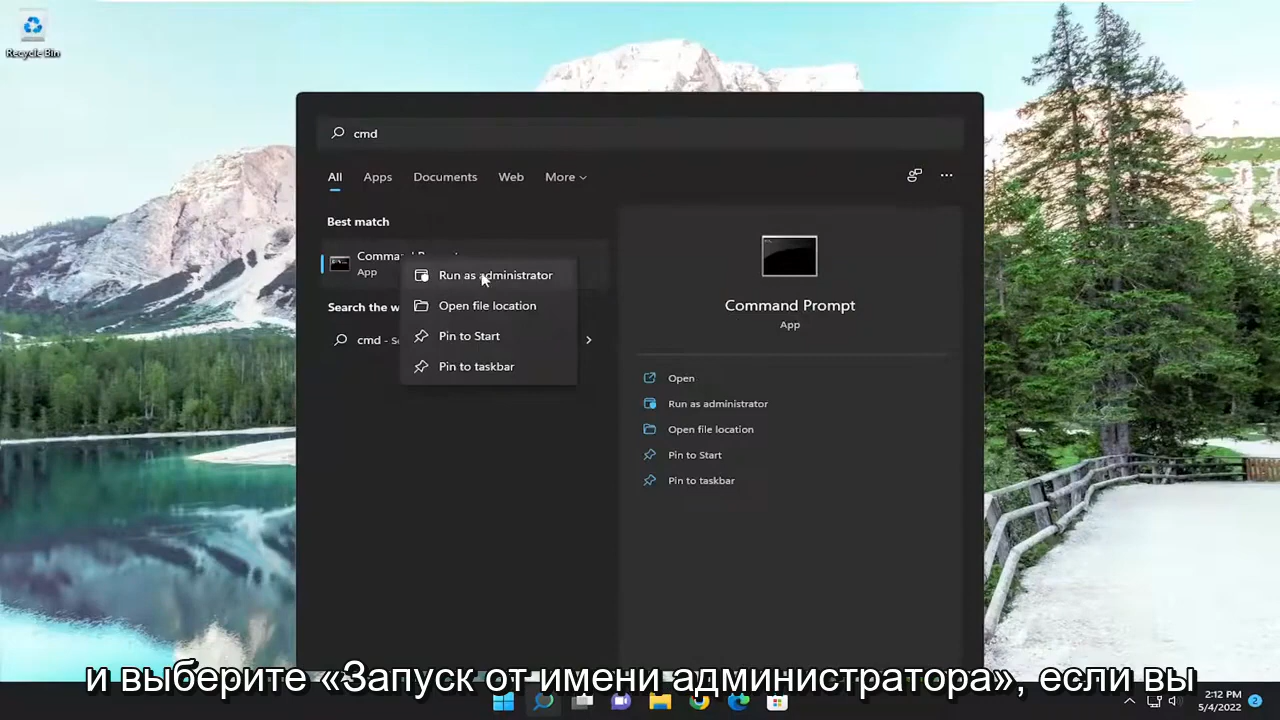 Recycle Bin
cmd
All Apps Documents Web More
Best match
App
Search the w
cmd
Run as administrator
Open file location
Pin to Start
Pin to taskbar
Command Prompt
App
Open
Run as administrator
Open file location
Pin to Start
Pin to taskbar
и выберите «Запуск от имени администратора», если вы
2:12 PM
5/4/2022
2